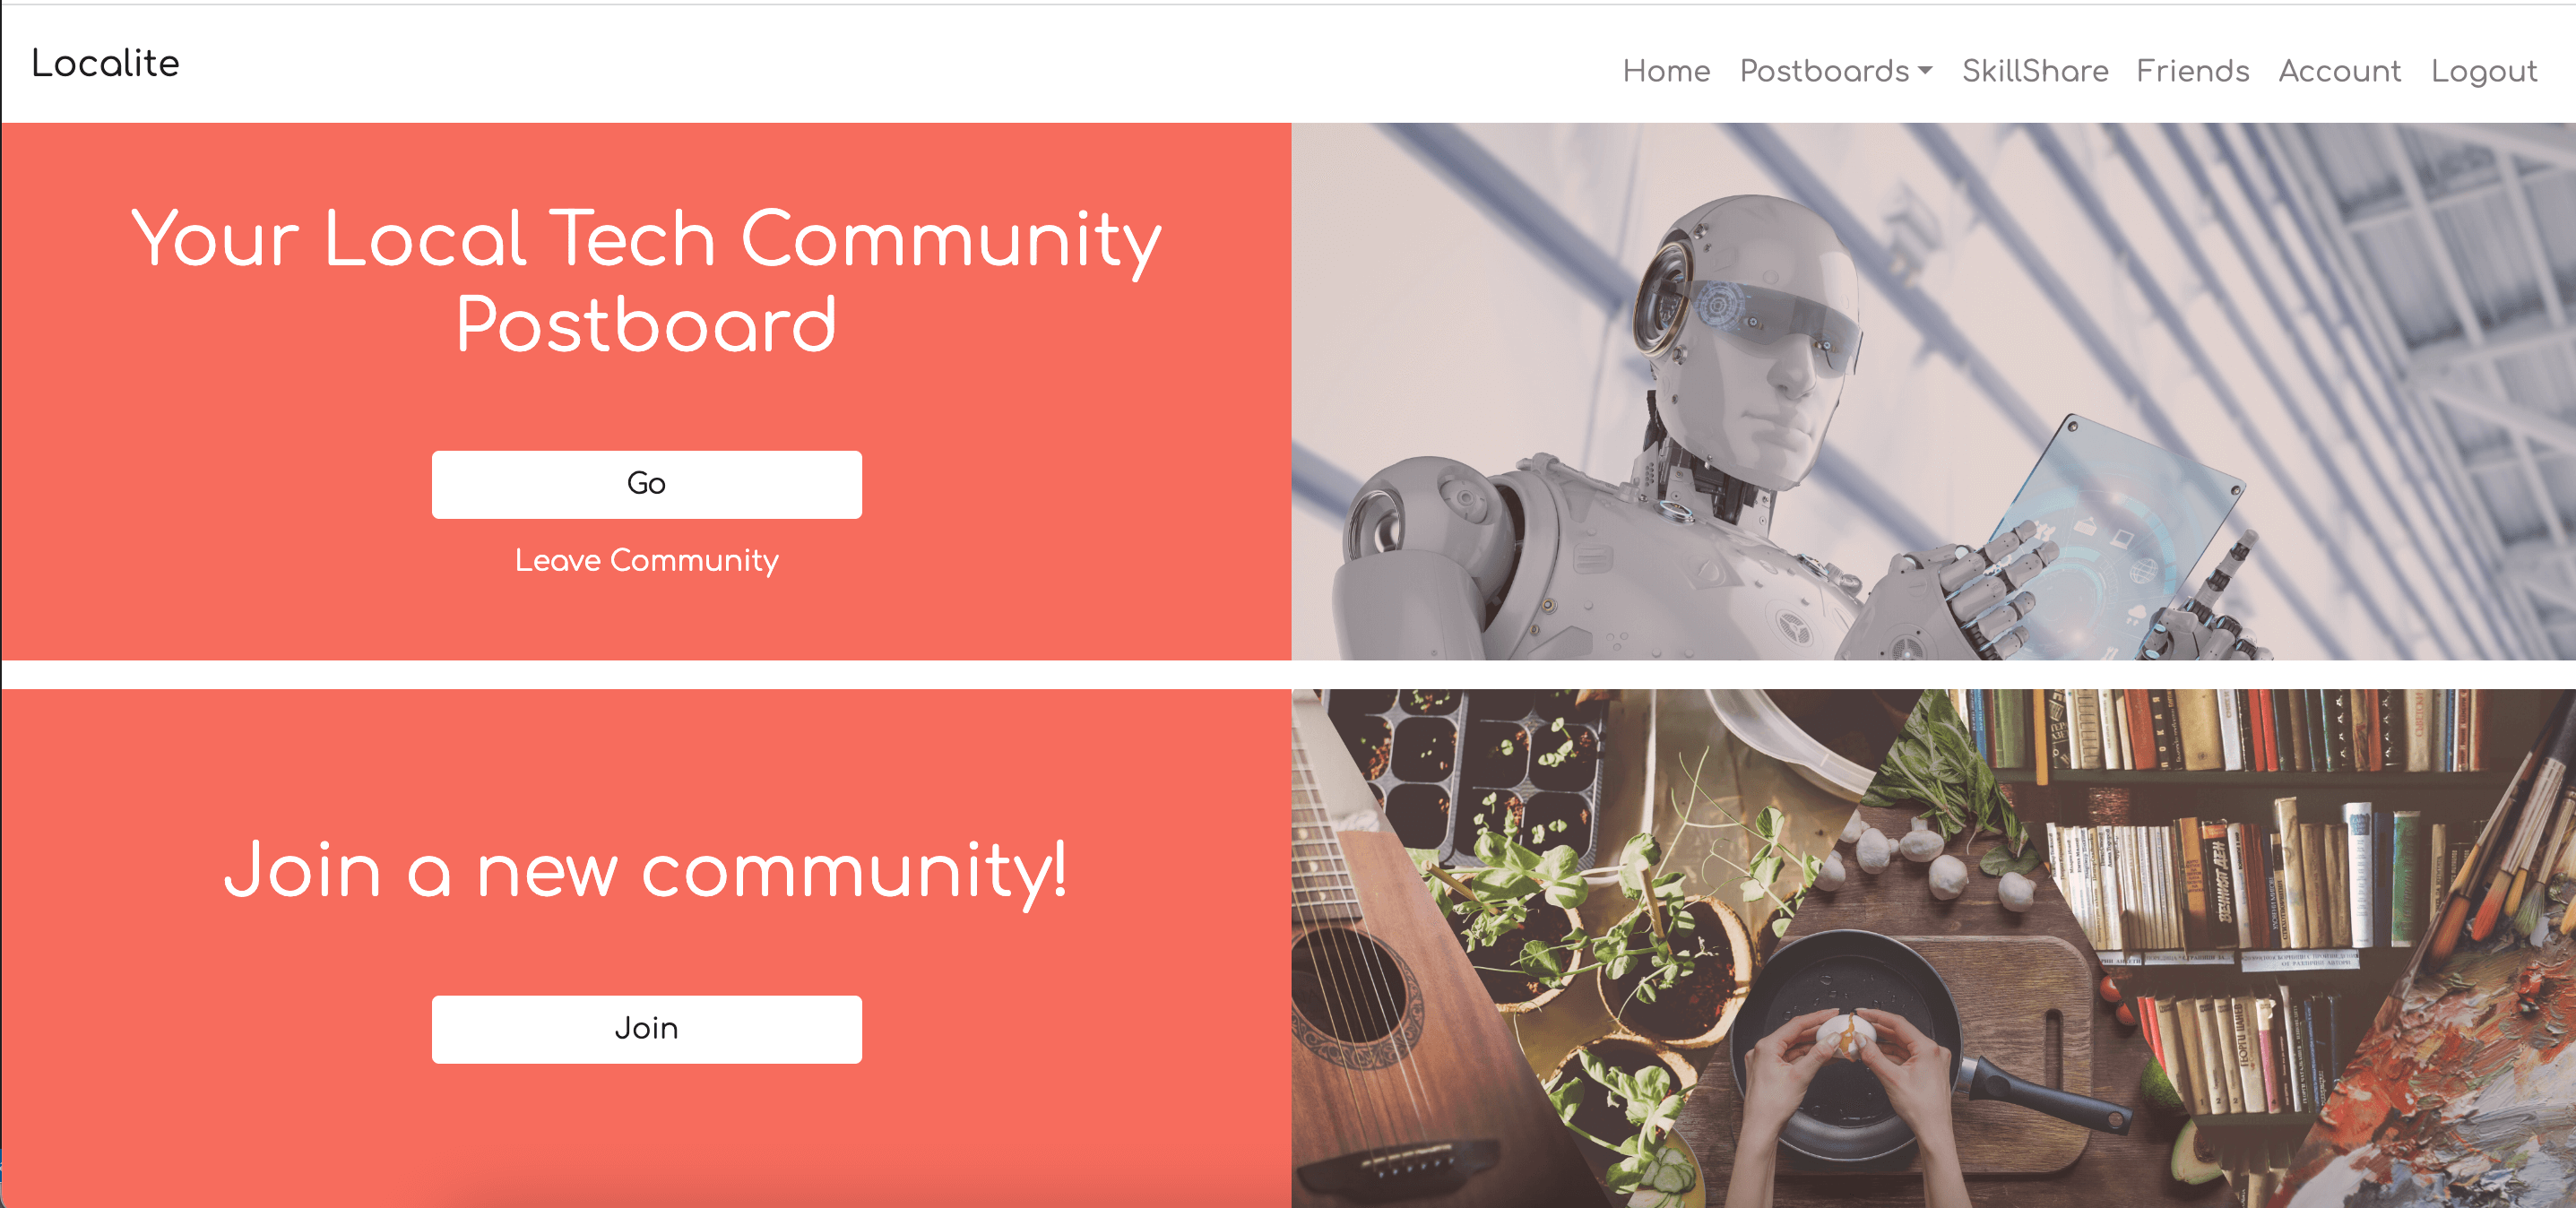 Localite
Home Postboards SkillShare Friends Account Logout
Your Local Tech Community
Postboard
Go
Leave Community
Join a new community!
Join